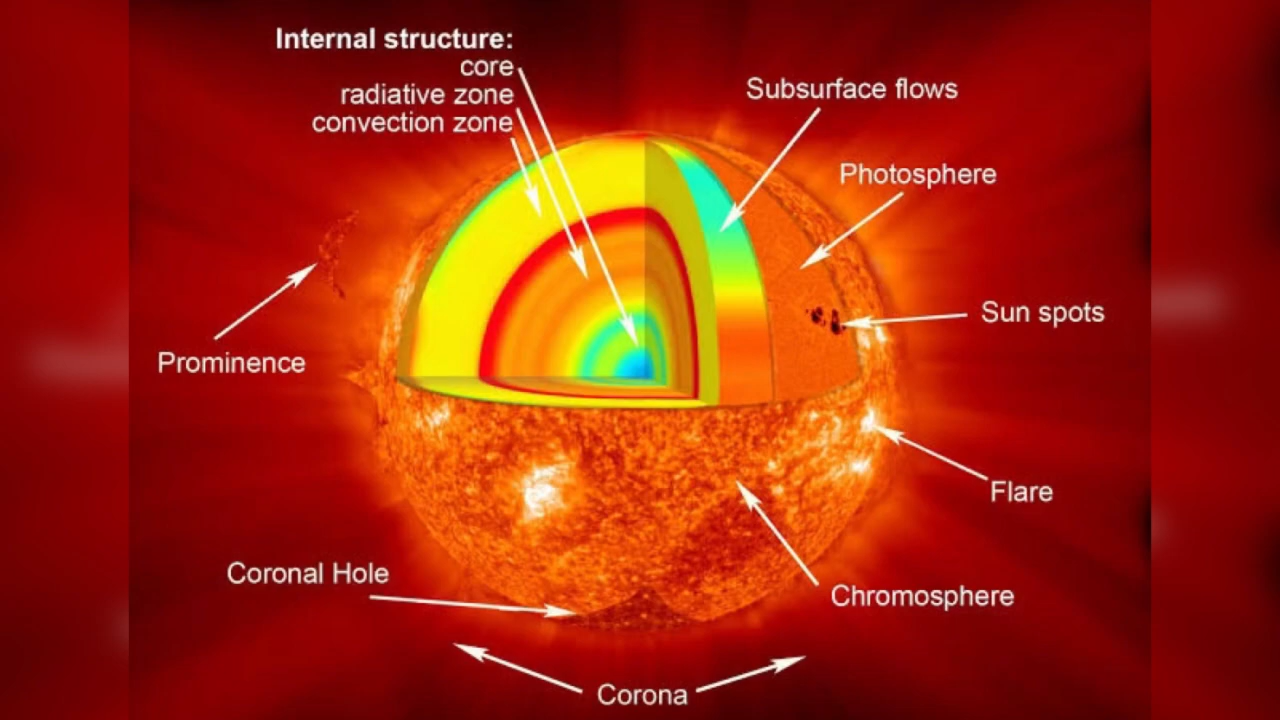 Internal structure:
core
radiative zone
convection zone
Subsurface flows
Photosphere
Sun spots
Prominence
Flare
Coronal Hole
Chromosphere
Corona